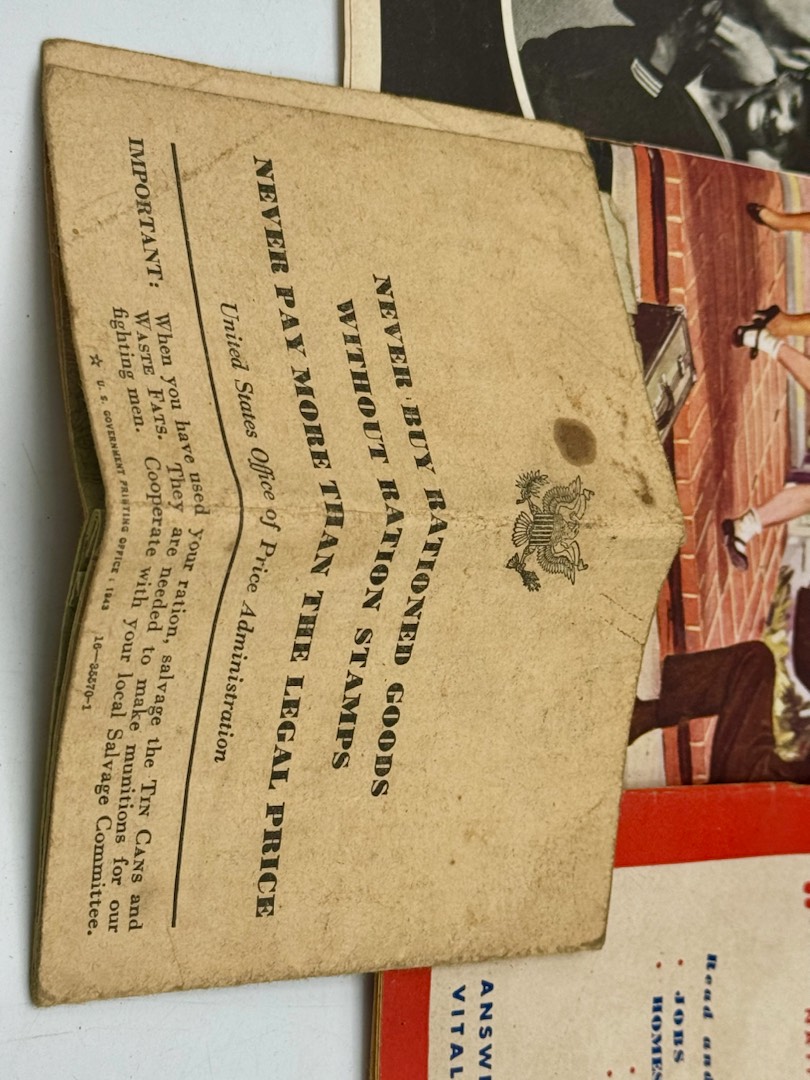 NEVER BUY RATIONED GOODS
WITHOUT RATION STAMPS
NEVER PAY MORE THAN THE LEGAL PRICE
United States Office of Price Administration
IMPORTANT: When you have used your ration, salvage the TIN CANS and
WASTE FATS. They are needed to make munitions for our
fighting men. Cooperate with your local Salvage Committee.
☆ U. S. GOVERNMENT PRINTING OFFICE : 1943 16—35570-1
Read and
• JOBS
• HOMES
ANSWE
VITAL